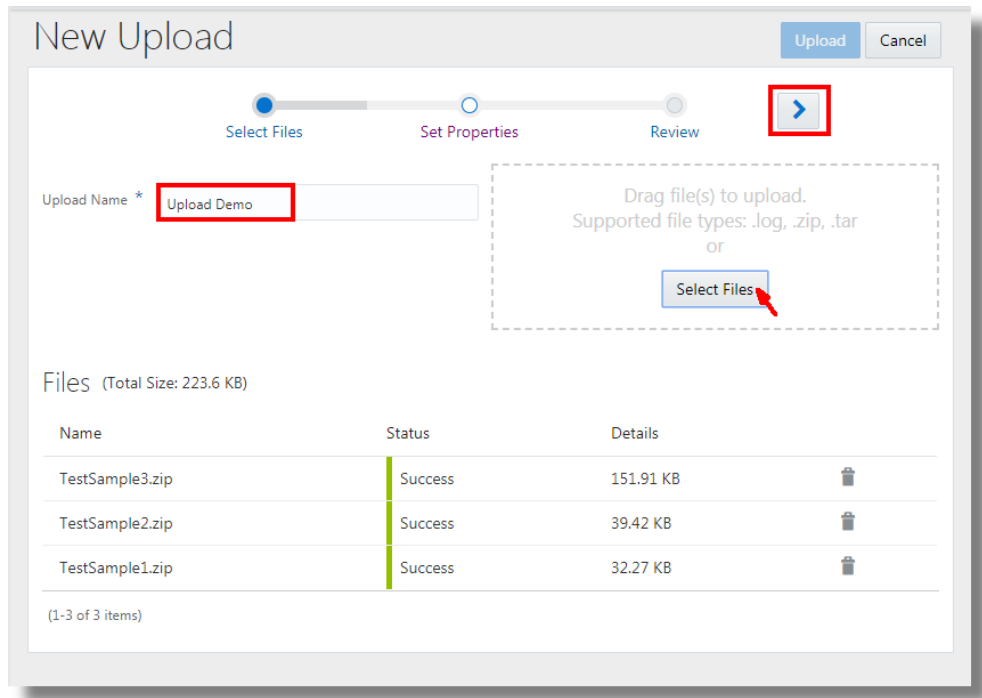 New Upload
Upload Cancel
Select Files Set Properties Review
Upload Name * Upload Demo
Drag file(s) to upload.
Supported file types: .log, .zip, .tar
or
Select Files
Files (Total Size: 223.6 KB)
Name Status Details
TestSample3.zip Success 151.91 KB
TestSample2.zip Success 39.42 KB
TestSample1.zip Success 32.27 KB
(1-3 of 3 items)